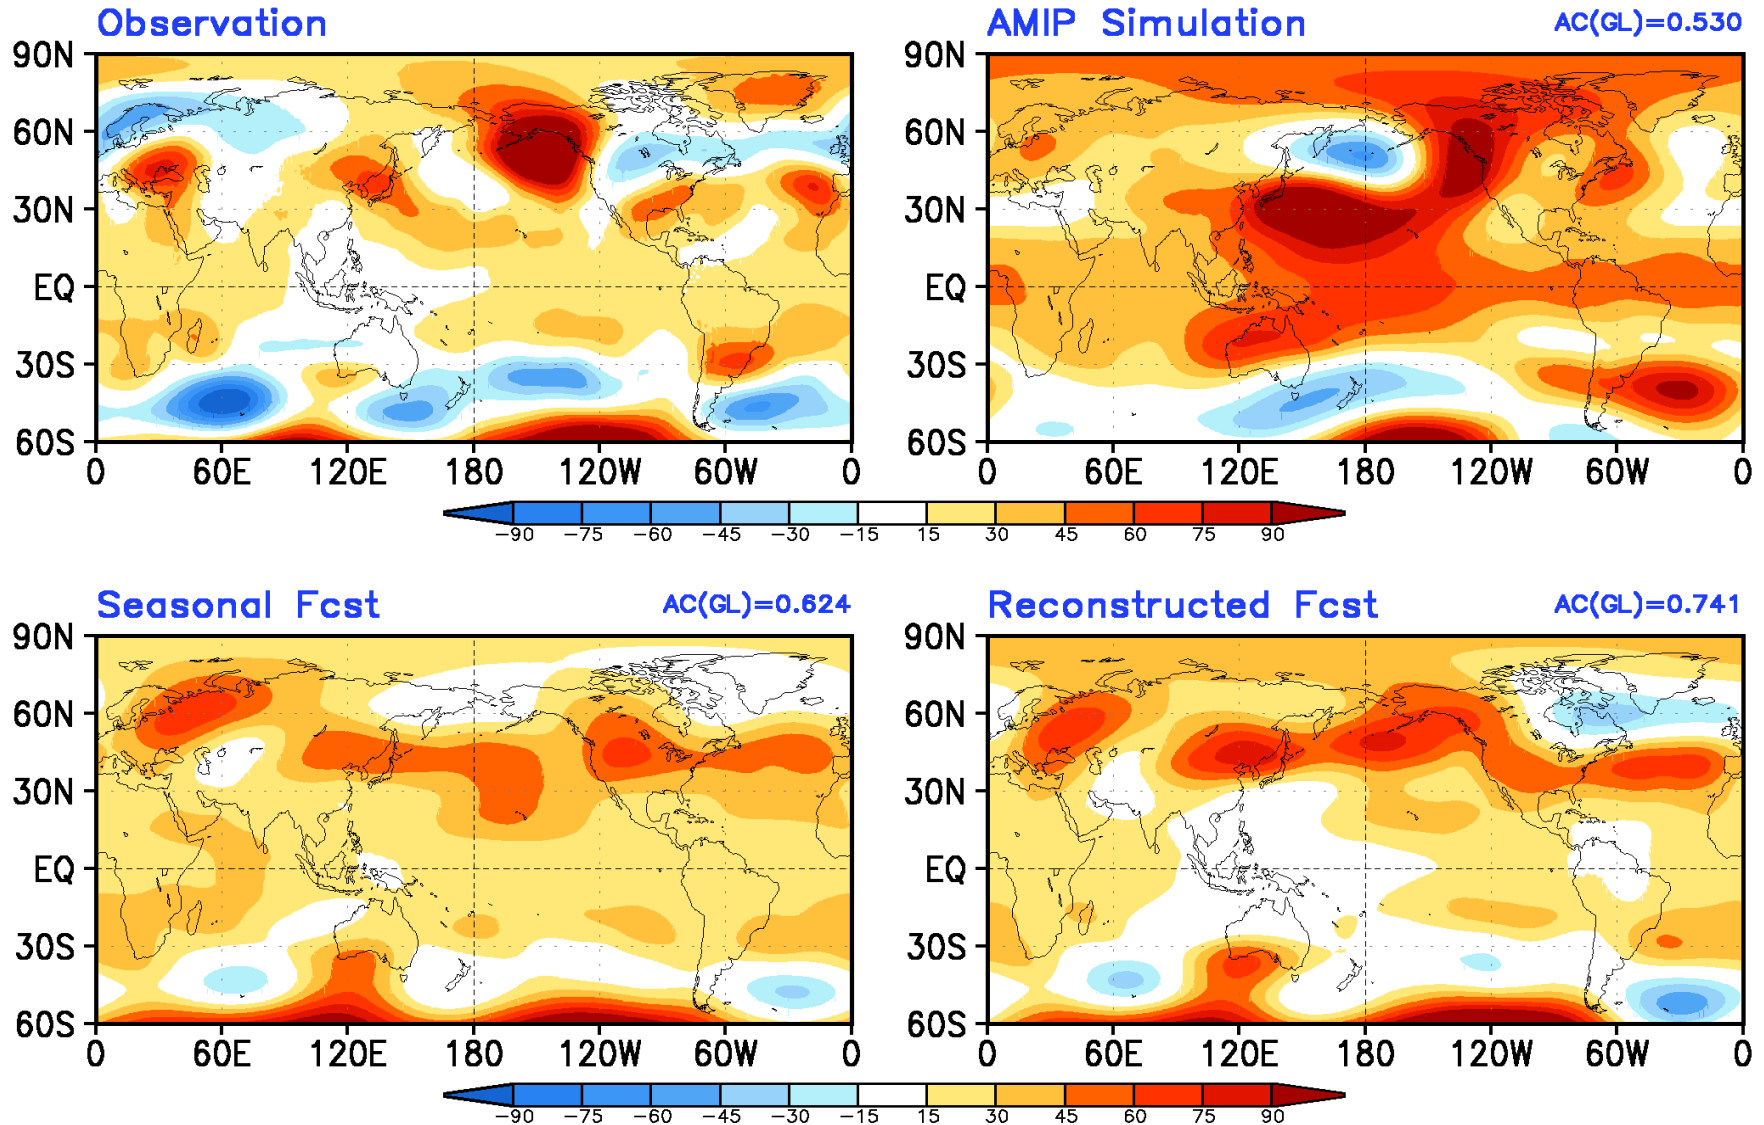 Observation
AMIP Simulation AC(GL)=0.530
90N 90N
60N 60N
30N 30N
EQ EQ
30S 30S
60S 60S
0 60E 120E 180 120W 60W 0 0 60E 120E 180 120W 60W 0
−90 −75 −60 −45 −30 −15 15 30 45 60 75 90
Seasonal Fcst AC(GL)=0.624
Reconstructed Fcst AC(GL)=0.741
90N 90N
60N 60N
30N 30N
EQ EQ
30S 30S
60S 60S
0 60E 120E 180 120W 60W 0 0 60E 120E 180 120W 60W 0
−90 −75 −60 −45 −30 −15 15 30 45 60 75 90